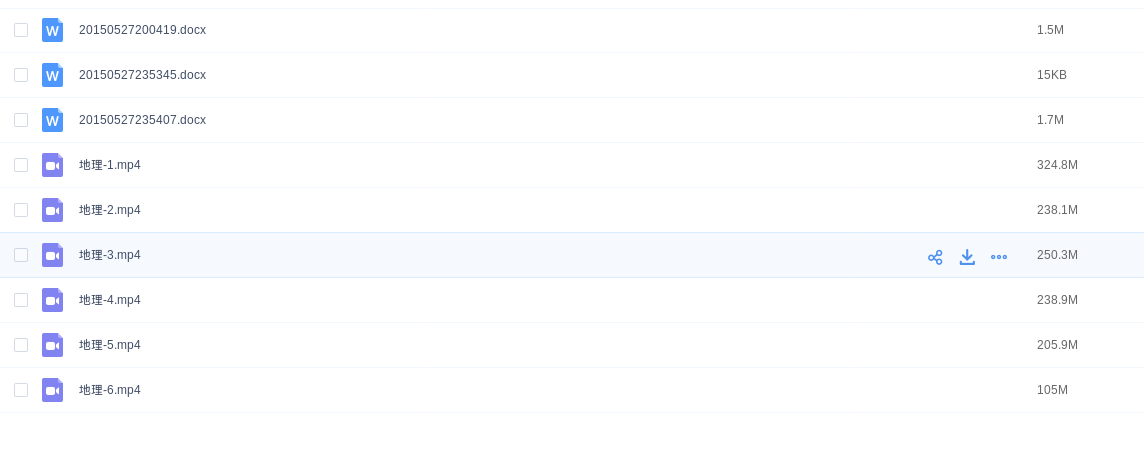 20150527200419.docx 1.5M
20150527235345.docx 15KB
20150527235407.docx 1.7M
地理-1.mp4 324.8M
地理-2.mp4 238.1M
地理-3.mp4 250.3M
地理-4.mp4 238.9M
地理-5.mp4 205.9M
地理-6.mp4 105M